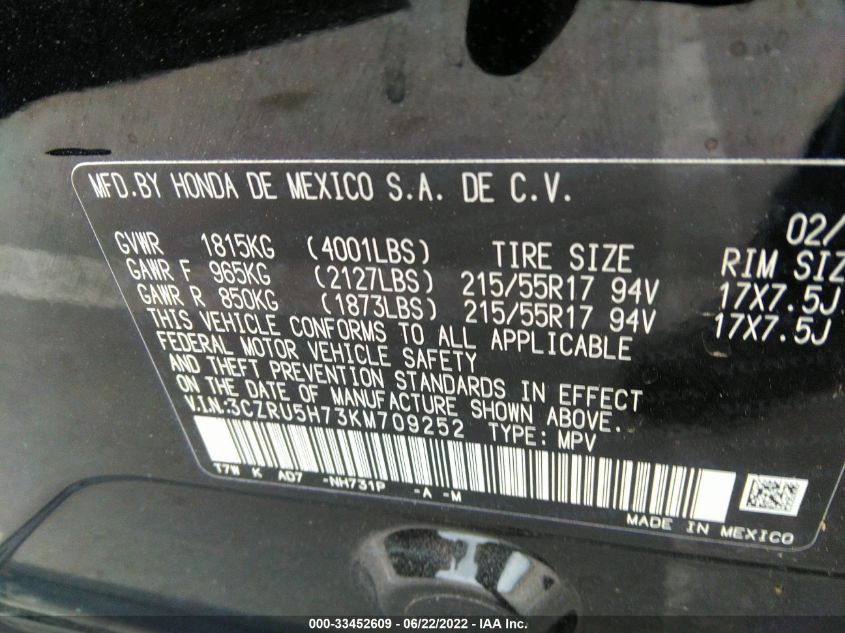 MFD.BY HONDA DE MEXICO S.A. DE C.V.
02/
GVWR 1815KG (4001LBS) TIRE SIZE RIM SIZ
GAWR F 965KG (2127LBS) 215/55R17 94V 17X7.5J
GAWR R 850KG (1873LBS) 215/55R17 94V 17X7.5J
THIS VEHICLE CONFORMS TO ALL APPLICABLE
FEDERAL MOTOR VEHICLE SAFETY
AND THEFT PREVENTION STANDARDS IN EFFECT
ON THE DATE OF MANUFACTURE SHOWN ABOVE.
V.I.N:3CZRU5H73KM709252 TYPE: MPV
T7W K AD7 -NH731P -A -M
MADE IN MEXICO
000-33452609 - 06/22/2022 - IAA Inc.